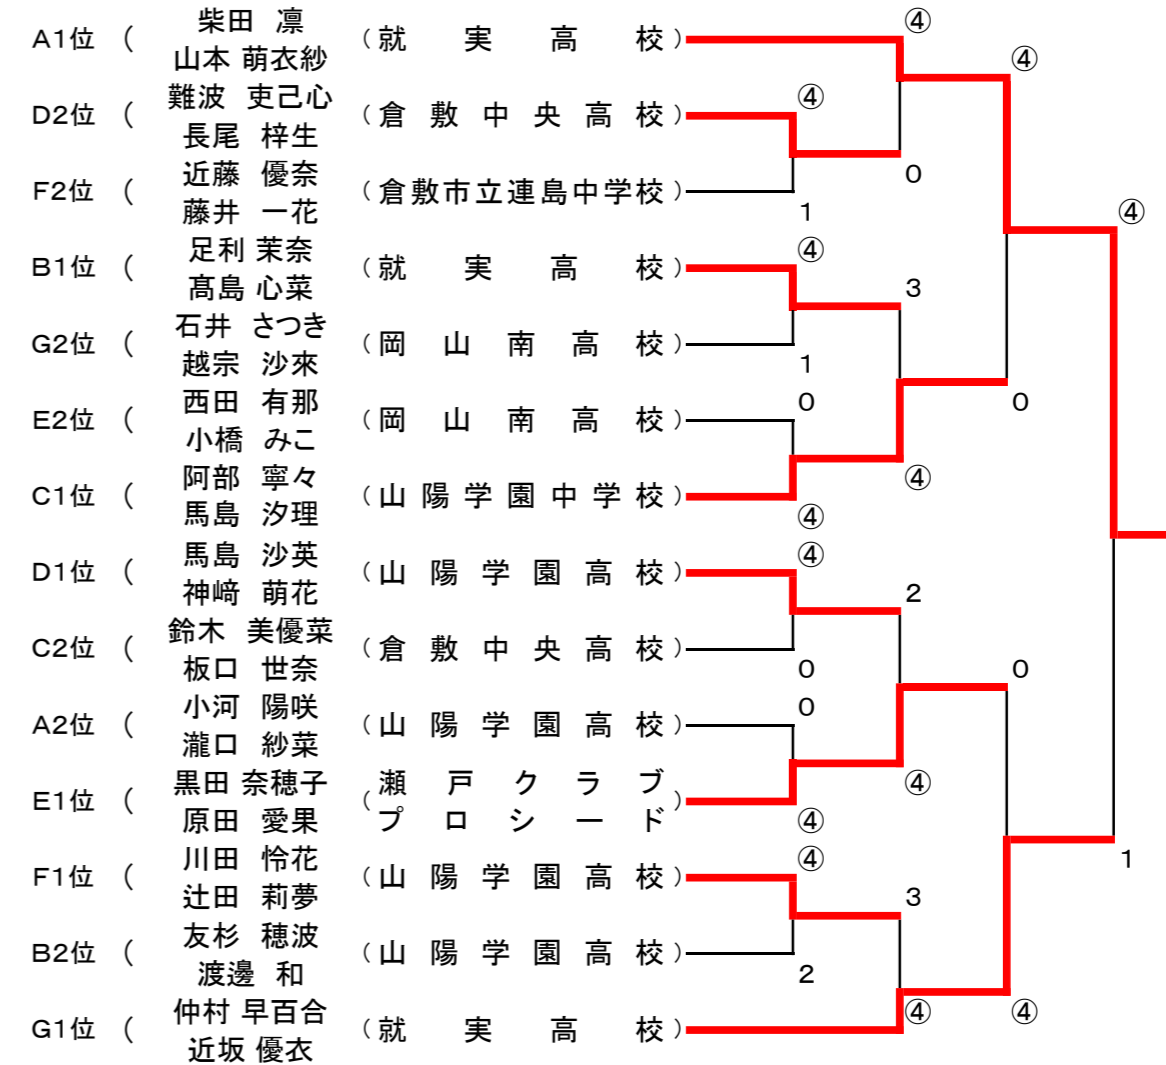 ④
柴田 凛
A1位 ( (就実高校)
山本 萌衣紗
④
難波 吏己心
④
D2位 ( (倉敷中央高校)
長尾 梓生
近藤 優奈
0
F2位 ( (倉敷市立連島中学校)
藤井 一花
1
④
足利 茉奈
④
B1位 ( (就実高校)
髙島 心菜
3
石井 さつき
G2位 ( (岡山南高校)
越宗 沙來
1
西田 有那
0
0
E2位 ( (岡山南高校)
小橋 みこ
阿部 寧々
④
C1位 ( (山陽学園中学校)
馬島 汐理
④
馬島 沙英
④
D1位 ( (山陽学園高校)
神﨑 萌花
2
鈴木 美優菜
C2位 ( (倉敷中央高校)
板口 世奈
0
0
小河 陽咲
0
A2位 ( (山陽学園高校)
瀧口 紗菜
黒田 奈穂子
瀬戸クラブ
④
E1位 ( ( )
原田 愛果
プロシード
④
川田 怜花
④
1
F1位 ( (山陽学園高校)
辻田 莉夢
3
友杉 穂波
B2位 ( (山陽学園高校)
渡邊 和
2
仲村 早百合
④
④
G1位 ( (就実高校)
近坂 優衣